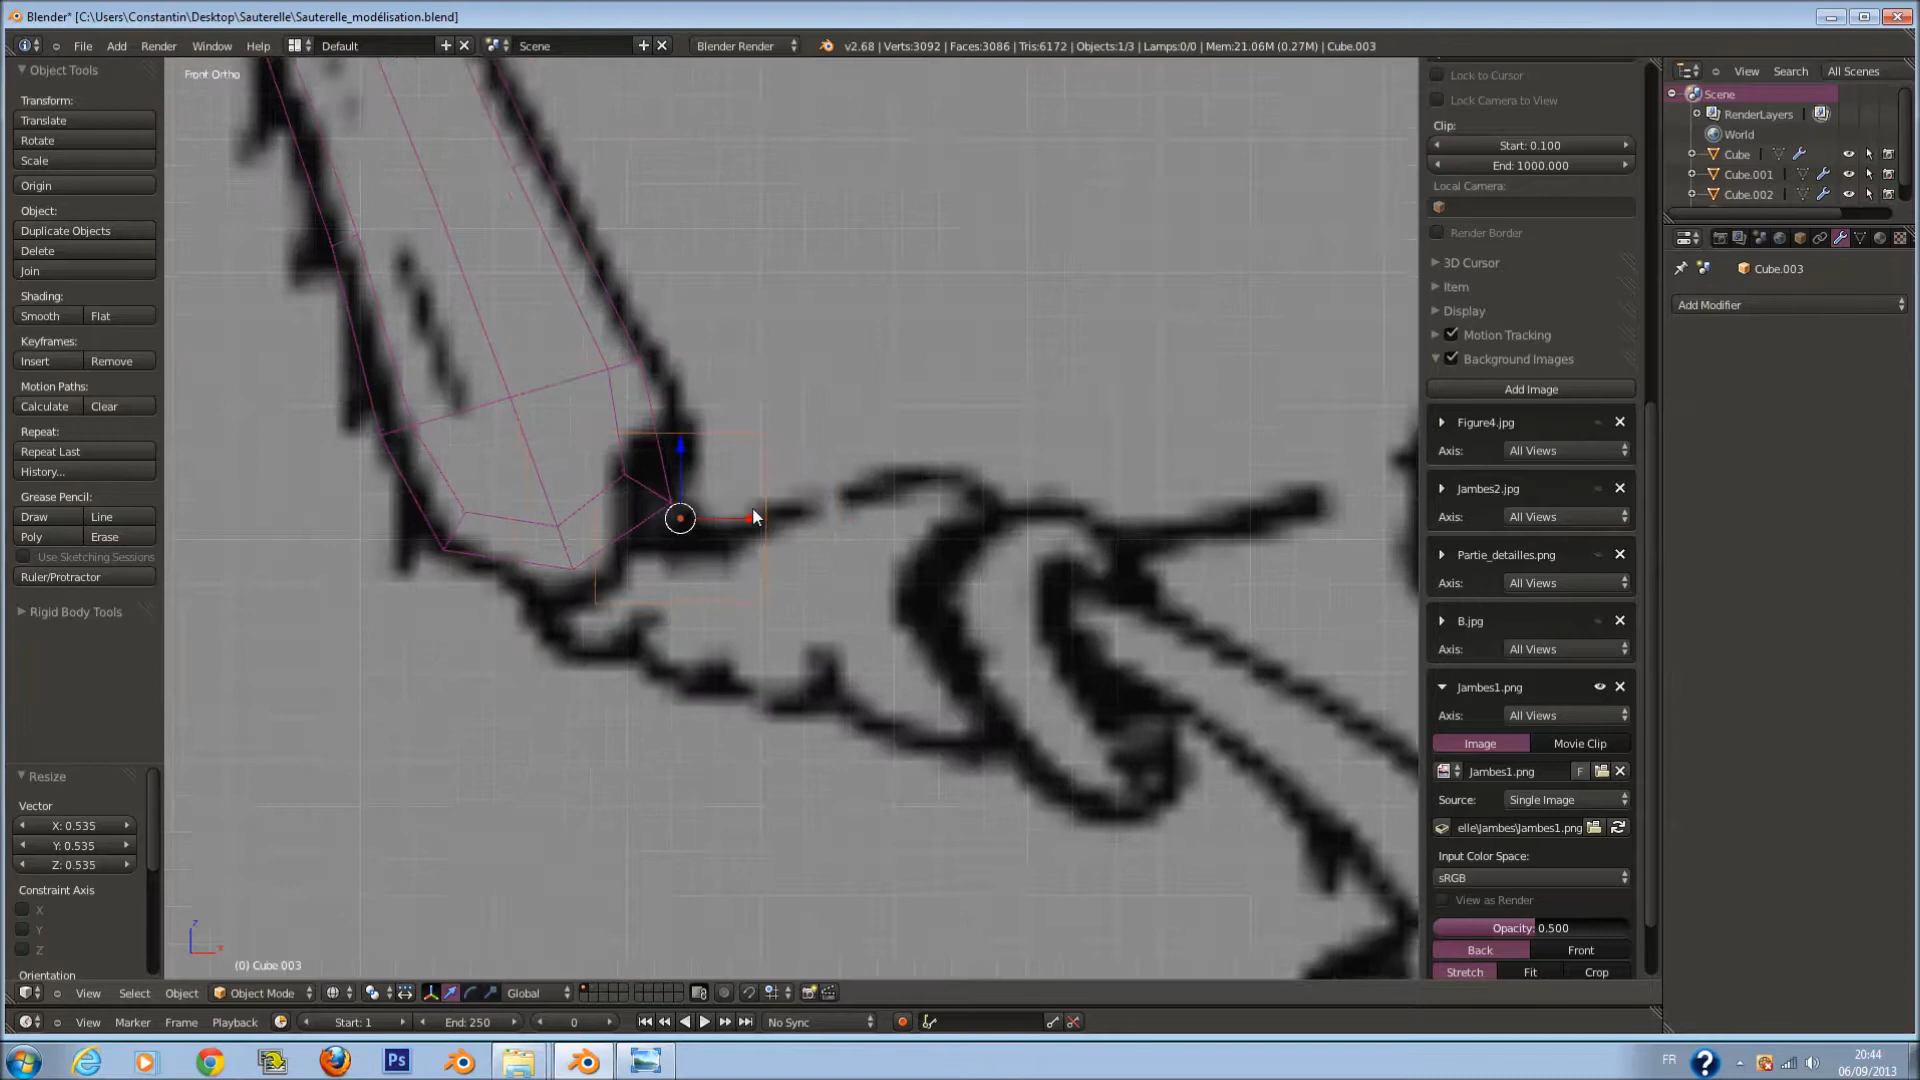 Blender* [C:\Users\Constantin\Desktop\Sauterelle\Sauterelle_modélisation.blend]
File Add Render Window Help Default Scene Blender Render v2.68 | Verts:3092 | Faces:3086 | Tris:6172 | Objects:1/3 | Lamps:0/0 | Mem:21.06M (0.27M) | Cube.003
Object Tools
Transform:
Translate
Rotate
Scale
Origin
Object:
Duplicate Objects
Delete
Join
Shading:
Smooth Flat
Keyframes:
Insert Remove
Motion Paths:
Calculate Clear
Repeat:
Repeat Last
History...
Grease Pencil:
Draw Line
Poly Erase
Use Sketching Sessions
Ruler/Protractor
Rigid Body Tools
Resize
Vector
X: 0.535
Y: 0.535
Z: 0.535
Constraint Axis
X
Y
Z
Orientation
Front Ortho
z
x
(0) Cube 003
Lock to Cursor
Lock Camera to View
Clip:
Start: 0.100
End: 1000.000
Local Camera:
Render Border
3D Cursor
Item
Display
Motion Tracking
Background Images
Add Image
Figure4.jpg
Axis: All Views
Jambes2.jpg
Axis: All Views
Partie_detailles.png
Axis: All Views
B.jpg
Axis: All Views
Jambes1.png
Axis: All Views
Image Movie Clip
Jambes1.png F
Source: Single Image
elle\Jambes\Jambes1.png
Input Color Space:
sRGB
View as Render
Opacity: 0.500
Back Front
Stretch Fit Crop
View Search All Scenes
Scene
RenderLayers
World
Cube
Cube.001
Cube.002
Cube.003
Add Modifier
View Select Object Object Mode Global
View Marker Frame Playback Start: 1 End: 250 0 No Sync
Ps
FR
20:44
06/09/2013